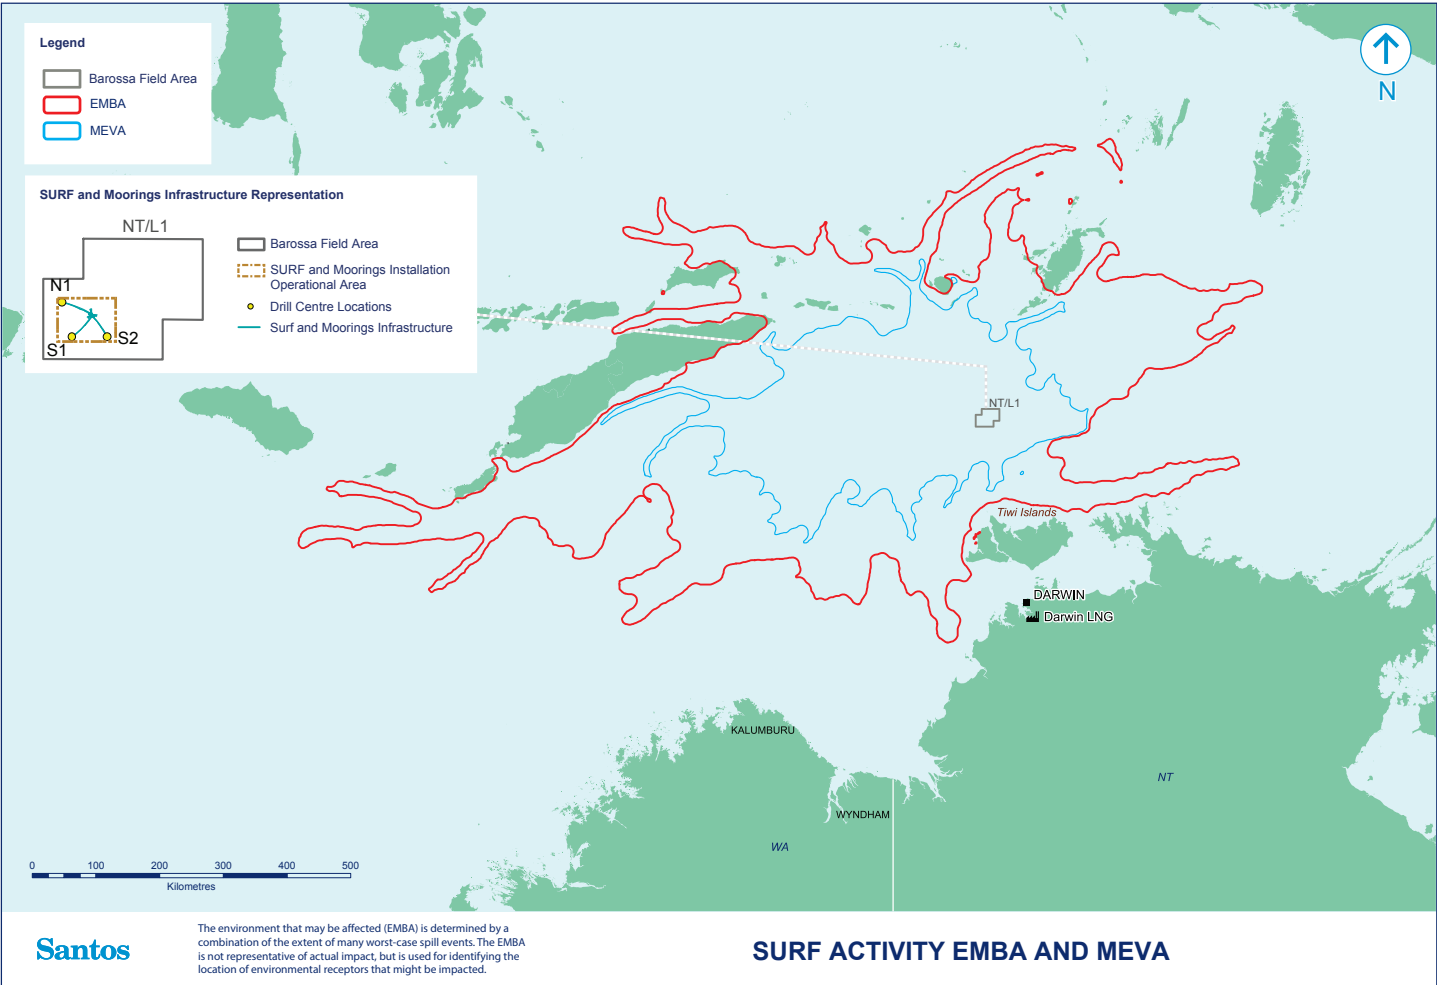 Legend
Barossa Field Area
EMBA
MEVA
N
SURF and Moorings Infrastructure Representation
NT/L1
N1
S1
S2
Barossa Field Area
SURF and Moorings Installation
Operational Area
Drill Centre Locations
Surf and Moorings Infrastructure
NT/L1
Tiwi Islands
DARWIN
Darwin LNG
KALUMBURU
WYNDHAM
NT
WA
0 100 200 300 400 500
Kilometres
Santos
The environment that may be affected (EMBA) is determined by a
combination of the extent of many worst-case spill events. The EMBA
is not representative of actual impact, but is used for identifying the
location of environmental receptors that might be impacted.
SURF ACTIVITY EMBA AND MEVA